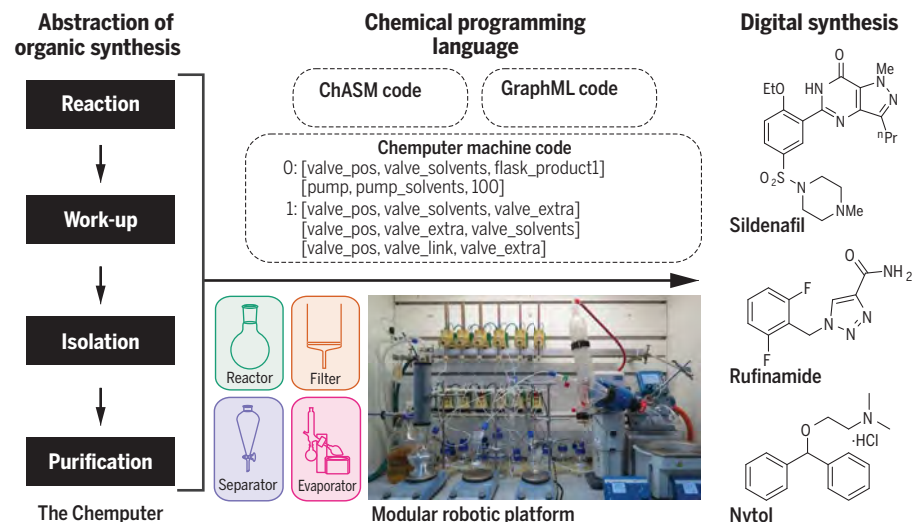 Abstraction of
organic synthesis
Reaction
Work-up
Isolation
Purification
The Chemputer
Chemical programming
language
ChASM code
GraphML code
Chemputer machine code
0: [valve_pos, valve_solvents, flask_product1]
[pump, pump_solvents, 100]
1: [valve_pos, valve_solvents, valve_extra]
[valve_pos, valve_extra, valve_solvents]
[valve_pos, valve_link, valve_extra]
Reactor
Filter
Separator
Evaporator
Modular robotic platform
Digital synthesis
O
Me
HN
N
N
EtO
N
ⁿPr
S
O₂
N
N
Me
Sildenafil
O
NH₂
F
N
N
N
F
Rufinamide
O
N
·HCl
Nytol